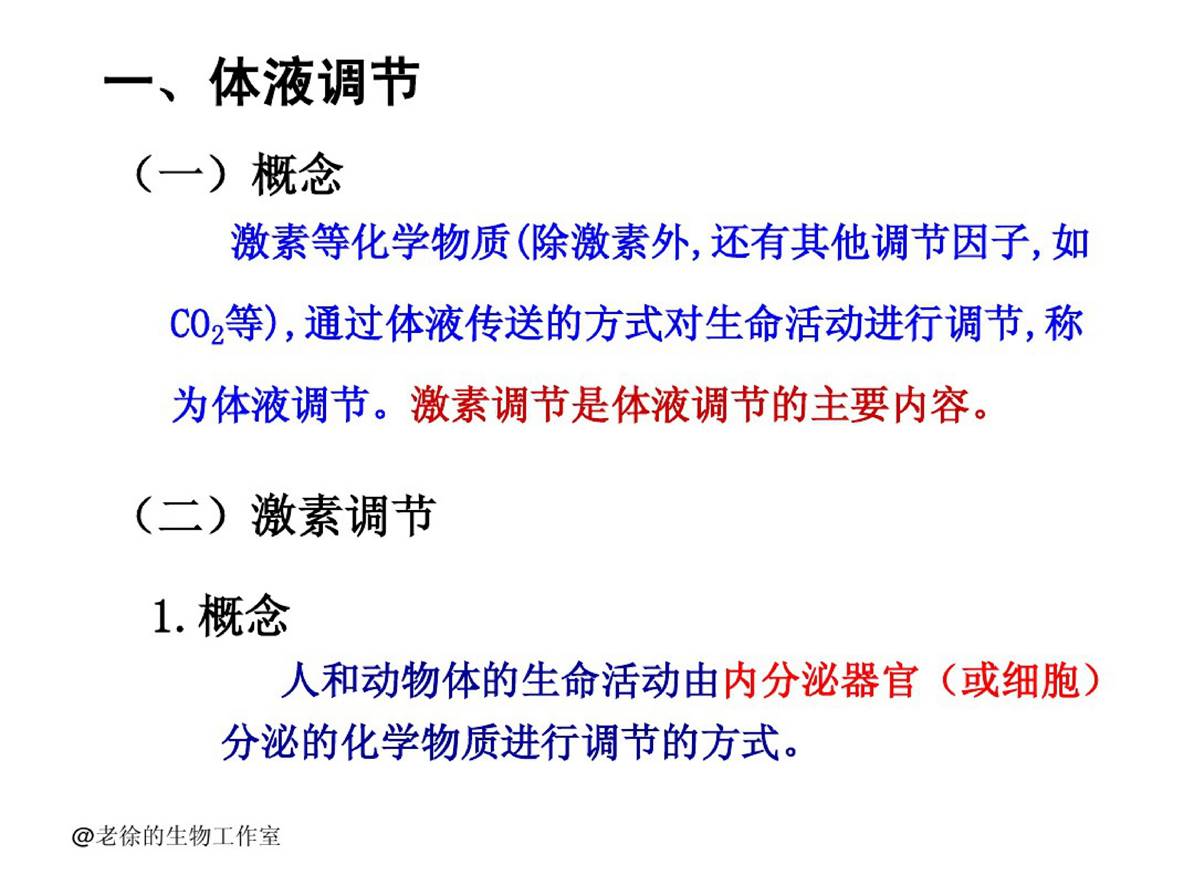 一、体液调节
（一）概念
激素等化学物质(除激素外,还有其他调节因子,如
CO₂等),通过体液传送的方式对生命活动进行调节,称
为体液调节。激素调节是体液调节的主要内容。
（二）激素调节
1.概念
人和动物体的生命活动由内分泌器官（或细胞）
分泌的化学物质进行调节的方式。
@老徐的生物工作室